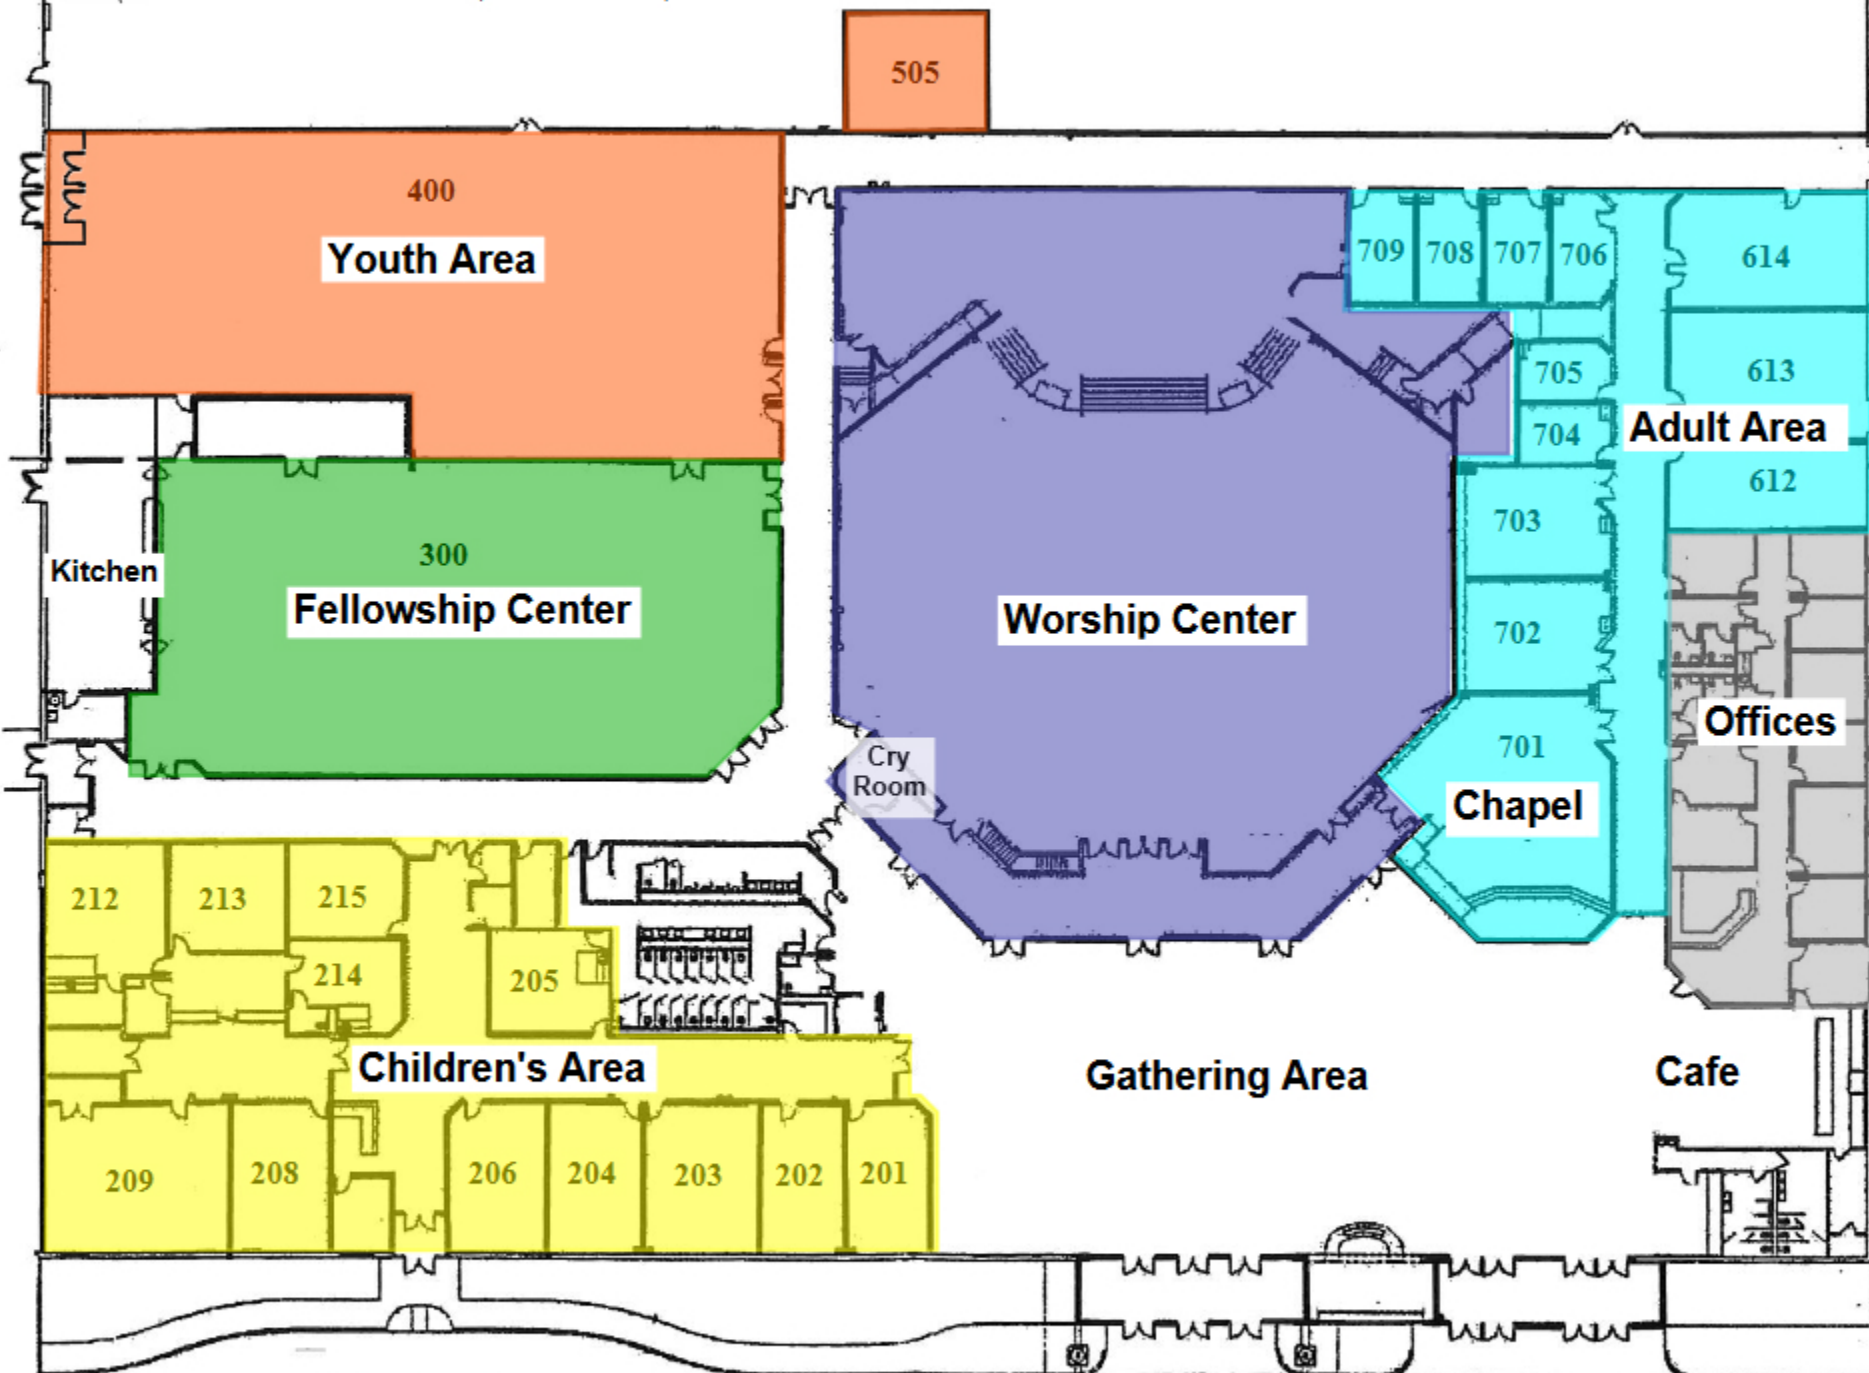 505
400
Youth Area
709
708
707
706
614
705
613
704
Adult Area
612
703
300
Kitchen
Fellowship Center
Worship Center
702
Offices
701
Chapel
Cry
Room
212
213
215
214
205
Children's Area
Gathering Area
Cafe
209
208
206
204
203
202
201